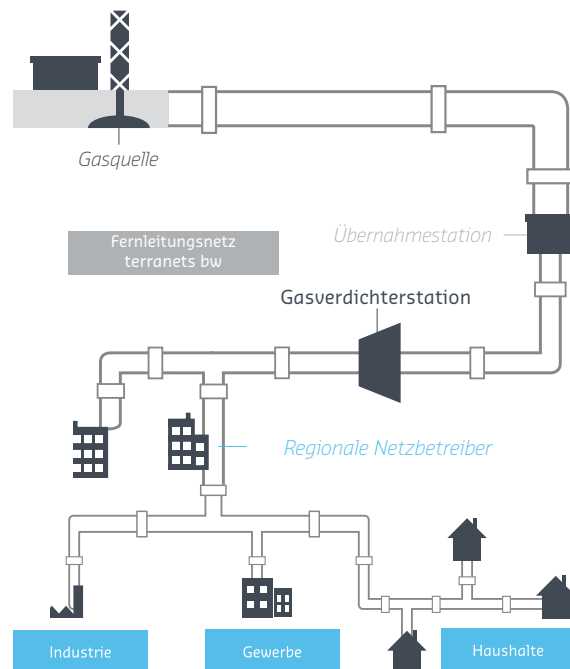 Gasquelle
Übernahmestation
Fernleitungsnetz
terranets bw
Gasverdichterstation
Regionale Netzbetreiber
Industrie
Gewerbe
Haushalte